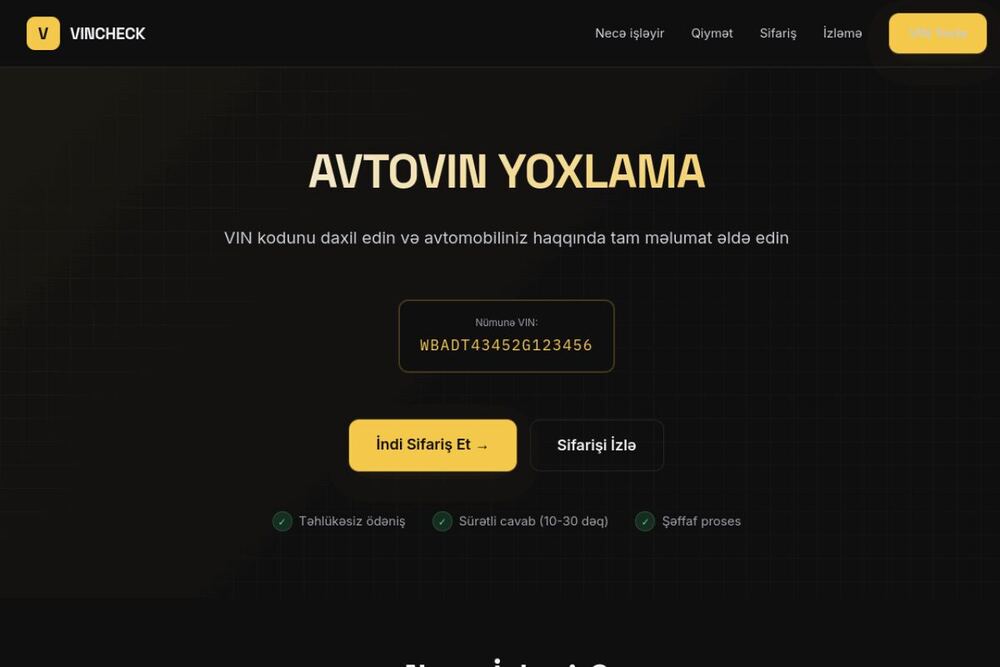 V VINCHECK
Necə işləyir Qiymət Sifariş İzləmə
AVTOVIN YOXLAMA
VIN kodunu daxil edin və avtomobiliniz haqqında tam məlumat əldə edin
Nümunə VIN:
WBADT43452G123456
İndi Sifariş Et →
Sifarişi İzlə
✓ Təhlükəsiz ödəniş ✓ Sürətli cavab (10-30 dəq) ✓ Şəffaf proses